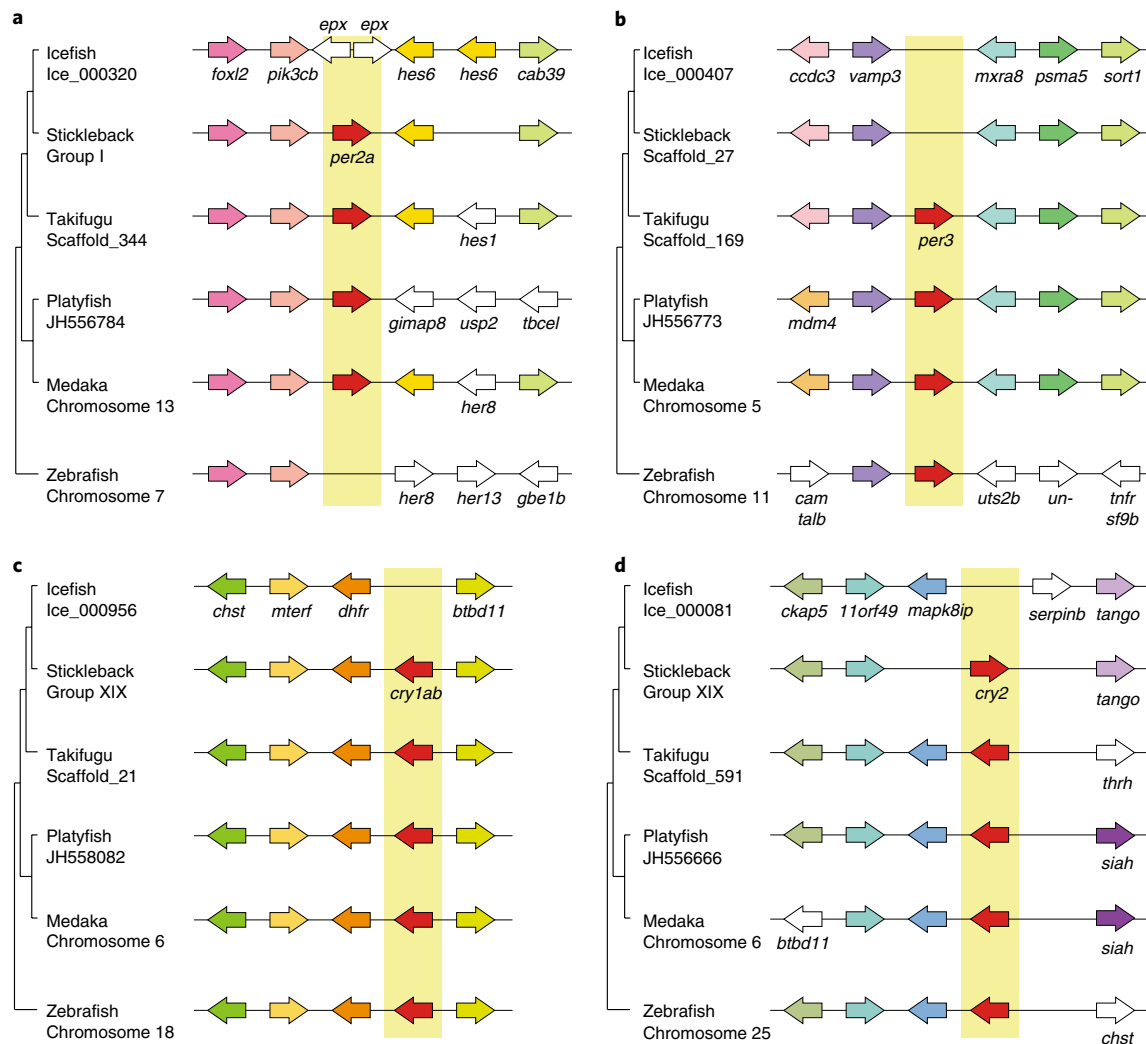 a
epx epx
Icefish
Ice_000320
foxl2 pik3cb hes6 hes6 cab39
Stickleback
Group I
per2a
Takifugu
Scaffold_344
hes1
Platyfish
JH556784
gimap8 usp2 tbcel
Medaka
Chromosome 13
her8
Zebrafish
Chromosome 7
her8 her13 gbe1b
b
Icefish
Ice_000407
ccdc3 vamp3 mxra8 psma5 sort1
Stickleback
Scaffold_27
Takifugu
Scaffold_169
per3
Platyfish
JH556773
mdm4
Medaka
Chromosome 5
Zebrafish
Chromosome 11
cam uts2b un- tnfr
talb sf9b
c
Icefish
Ice_000956
chst mterf dhfr btbd11
Stickleback
Group XIX
cry1ab
Takifugu
Scaffold_21
Platyfish
JH558082
Medaka
Chromosome 6
Zebrafish
Chromosome 18
d
Icefish
Ice_000081
ckap5 11orf49 mapk8ip serpinb tango
Stickleback
Group XIX
cry2 tango
Takifugu
Scaffold_591
thrh
Platyfish
JH556666
siah
Medaka
Chromosome 6
btbd11 siah
Zebrafish
Chromosome 25
chst